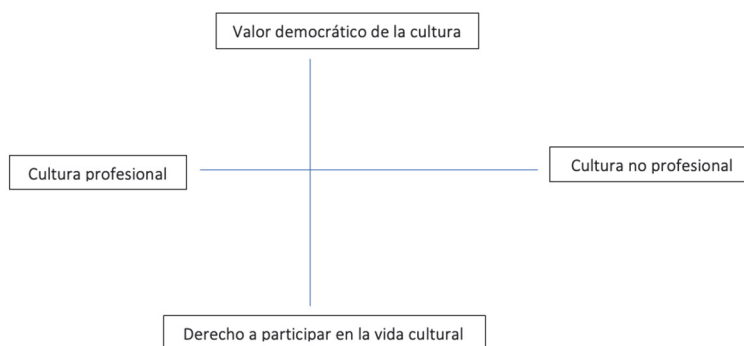 Valor democrático de la cultura
Cultura profesional
Cultura no profesional
Derecho a participar en la vida cultural